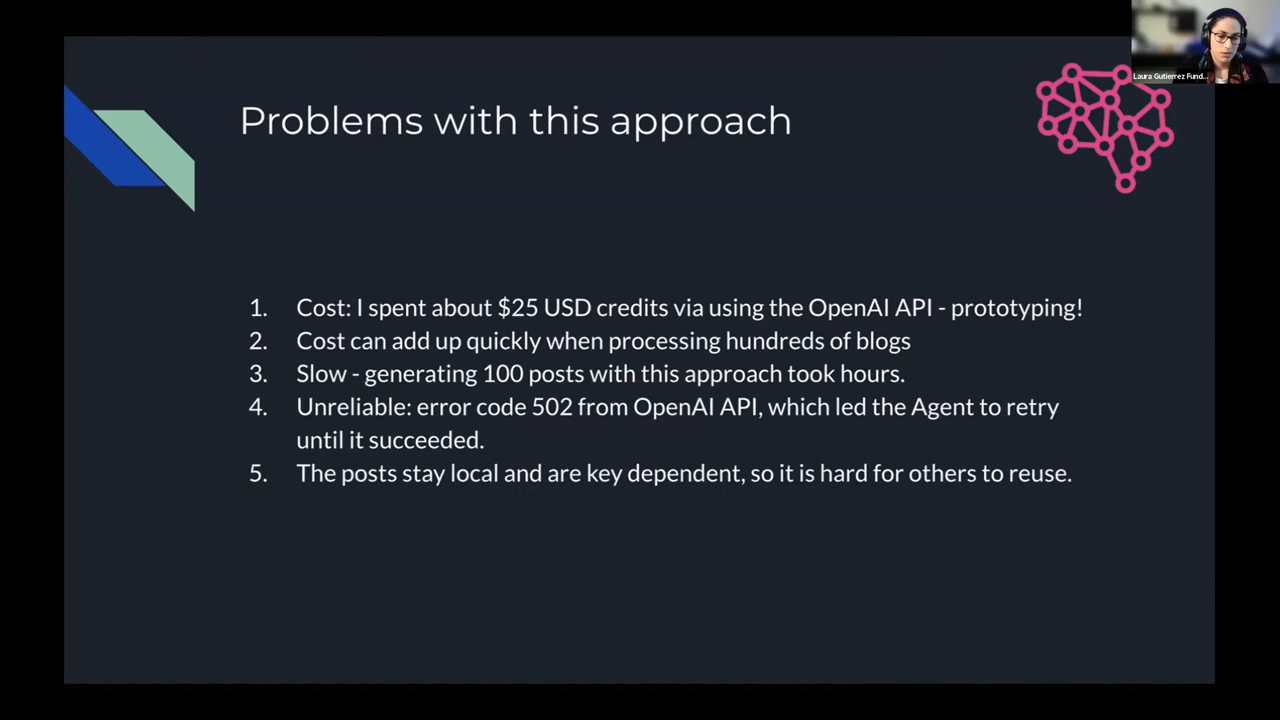 Laura Gutierrez Fund...
Problems with this approach
1. Cost: I spent about $25 USD credits via using the OpenAI API - prototyping!
2. Cost can add up quickly when processing hundreds of blogs
3. Slow - generating 100 posts with this approach took hours.
4. Unreliable: error code 502 from OpenAI API, which led the Agent to retry
until it succeeded.
5. The posts stay local and are key dependent, so it is hard for others to reuse.